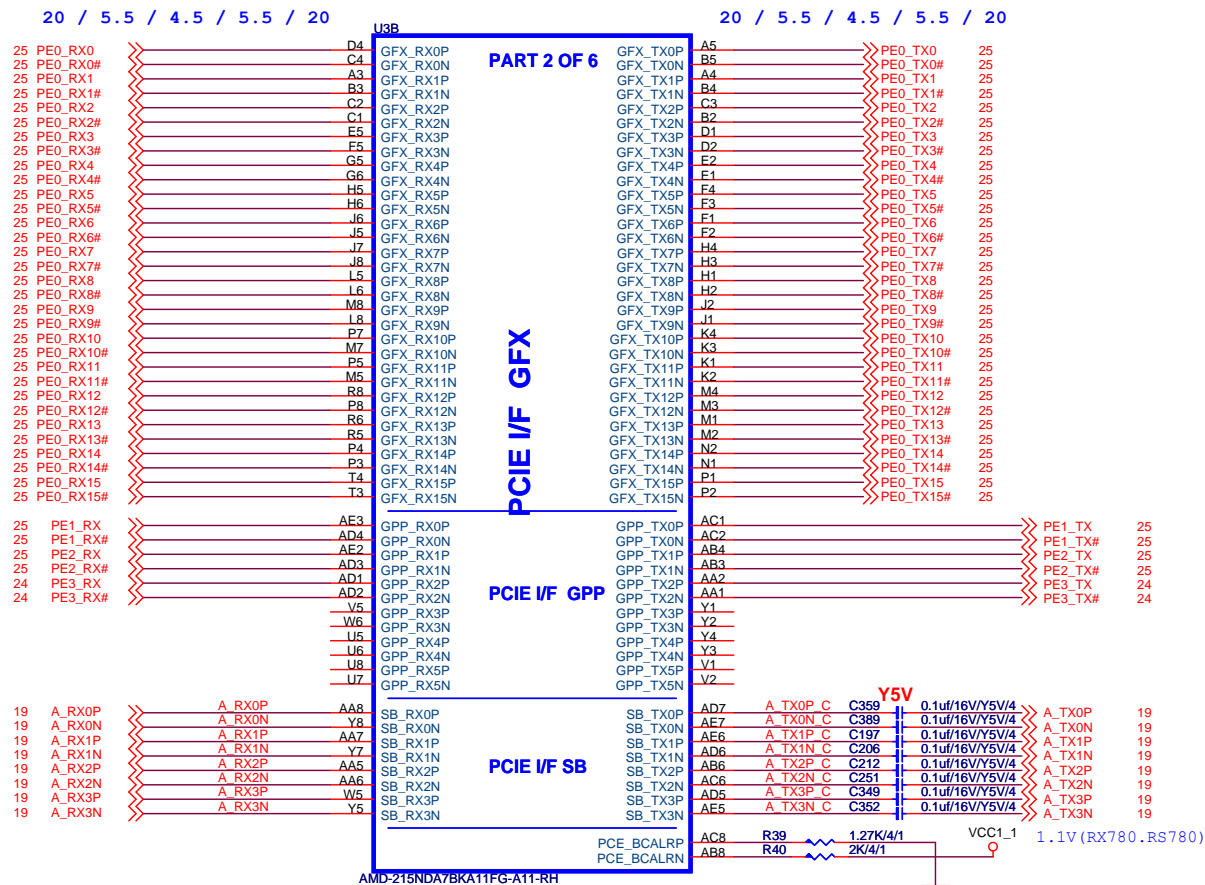 20 / 5.5 / 4.5 / 5.5 / 20 20 / 5.5 / 4.5 / 5.5 / 20
U3B
PART 2 OF 6
25 PE0_RX0 D4 GFX_RX0P GFX_TX0P A5 PE0_TX0 25
25 PE0_RX0# C4 GFX_RX0N GFX_TX0N B5 PE0_TX0# 25
25 PE0_RX1 A3 GFX_RX1P GFX_TX1P A4 PE0_TX1 25
25 PE0_RX1# B3 GFX_RX1N GFX_TX1N B4 PE0_TX1# 25
25 PE0_RX2 C2 GFX_RX2P GFX_TX2P C3 PE0_TX2 25
25 PE0_RX2# C1 GFX_RX2N GFX_TX2N B2 PE0_TX2# 25
25 PE0_RX3 E5 GFX_RX3P GFX_TX3P D1 PE0_TX3 25
25 PE0_RX3# F5 GFX_RX3N GFX_TX3N D2 PE0_TX3# 25
25 PE0_RX4 G5 GFX_RX4P GFX_TX4P E2 PE0_TX4 25
25 PE0_RX4# G6 GFX_RX4N GFX_TX4N E1 PE0_TX4# 25
25 PE0_RX5 H5 GFX_RX5P GFX_TX5P F4 PE0_TX5 25
25 PE0_RX5# H6 GFX_RX5N GFX_TX5N F3 PE0_TX5# 25
25 PE0_RX6 J6 GFX_RX6P GFX_TX6P F1 PE0_TX6 25
25 PE0_RX6# J5 GFX_RX6N GFX_TX6N F2 PE0_TX6# 25
25 PE0_RX7 J7 GFX_RX7P GFX_TX7P H4 PE0_TX7 25
25 PE0_RX7# J8 GFX_RX7N GFX_TX7N H3 PE0_TX7# 25
25 PE0_RX8 L5 GFX_RX8P GFX_TX8P H1 PE0_TX8 25
25 PE0_RX8# L6 GFX_RX8N GFX_TX8N H2 PE0_TX8# 25
25 PE0_RX9 M8 GFX_RX9P GFX_TX9P J2 PE0_TX9 25
25 PE0_RX9# L8 GFX_RX9N GFX_TX9N J1 PE0_TX9# 25
25 PE0_RX10 P7 GFX_RX10P GFX_TX10P K4 PE0_TX10 25
25 PE0_RX10# M7 GFX_RX10N GFX_TX10N K3 PE0_TX10# 25
25 PE0_RX11 P5 GFX_RX11P GFX_TX11P K1 PE0_TX11 25
25 PE0_RX11# M5 GFX_RX11N GFX_TX11N K2 PE0_TX11# 25
25 PE0_RX12 R8 GFX_RX12P GFX_TX12P M4 PE0_TX12 25
25 PE0_RX12# P8 GFX_RX12N GFX_TX12N M3 PE0_TX12# 25
25 PE0_RX13 R6 GFX_RX13P GFX_TX13P M1 PE0_TX13 25
25 PE0_RX13# R5 GFX_RX13N GFX_TX13N M2 PE0_TX13# 25
25 PE0_RX14 P4 GFX_RX14P GFX_TX14P N2 PE0_TX14 25
25 PE0_RX14# P3 GFX_RX14N GFX_TX14N N1 PE0_TX14# 25
25 PE0_RX15 T4 GFX_RX15P GFX_TX15P P1 PE0_TX15 25
25 PE0_RX15# T3 GFX_RX15N GFX_TX15N P2 PE0_TX15# 25
PCIE I/F GFX
25 PE1_RX AE3 GPP_RX0P GPP_TX0P AC1 PE1_TX 25
25 PE1_RX# AD4 GPP_RX0N GPP_TX0N AC2 PE1_TX# 25
25 PE2_RX AE2 GPP_RX1P GPP_TX1P AB4 PE2_TX 25
25 PE2_RX# AD3 GPP_RX1N GPP_TX1N AB3 PE2_TX# 25
24 PE3_RX AD1 GPP_RX2P GPP_TX2P AA2 PE3_TX 24
24 PE3_RX# AD2 GPP_RX2N GPP_TX2N AA1 PE3_TX# 24
PCIE I/F GPP
V5 GPP_RX3P GPP_TX3P Y1
W6 GPP_RX3N GPP_TX3N Y2
U5 GPP_RX4P GPP_TX4P Y4
U6 GPP_RX4N GPP_TX4N Y3
U8 GPP_RX5P GPP_TX5P V1
U7 GPP_RX5N GPP_TX5N V2
Y5V
19 A_RX0P A_RX0P AA8 SB_RX0P SB_TX0P AD7 A_TX0P_C C359 0.1uf/16V/Y5V/4 A_TX0P 19
19 A_RX0N A_RX0N Y8 SB_RX0N SB_TX0N AE7 A_TX0N_C C389 0.1uf/16V/Y5V/4 A_TX0N 19
19 A_RX1P A_RX1P AA7 SB_RX1P SB_TX1P AE6 A_TX1P_C C197 0.1uf/16V/Y5V/4 A_TX1P 19
19 A_RX1N A_RX1N Y7 SB_RX1N SB_TX1N AD6 A_TX1N_C C206 0.1uf/16V/Y5V/4 A_TX1N 19
19 A_RX2P A_RX2P AA5 SB_RX2P SB_TX2P AB6 A_TX2P_C C212 0.1uf/16V/Y5V/4 A_TX2P 19
19 A_RX2N A_RX2N AA6 SB_RX2N SB_TX2N AC6 A_TX2N_C C251 0.1uf/16V/Y5V/4 A_TX2N 19
19 A_RX3P A_RX3P W5 SB_RX3P SB_TX3P AD5 A_TX3P_C C349 0.1uf/16V/Y5V/4 A_TX3P 19
19 A_RX3N A_RX3N Y5 SB_RX3N SB_TX3N AE5 A_TX3N_C C352 0.1uf/16V/Y5V/4 A_TX3N 19
PCIE I/F SB
PCE_BCALRP AC8 R39 1.27K/4/1 VCC1_1 1.1V(RX780.RS780)
PCE_BCALRN AB8 R40 2K/4/1
AMD-215NDA7BKA11FG-A11-RH